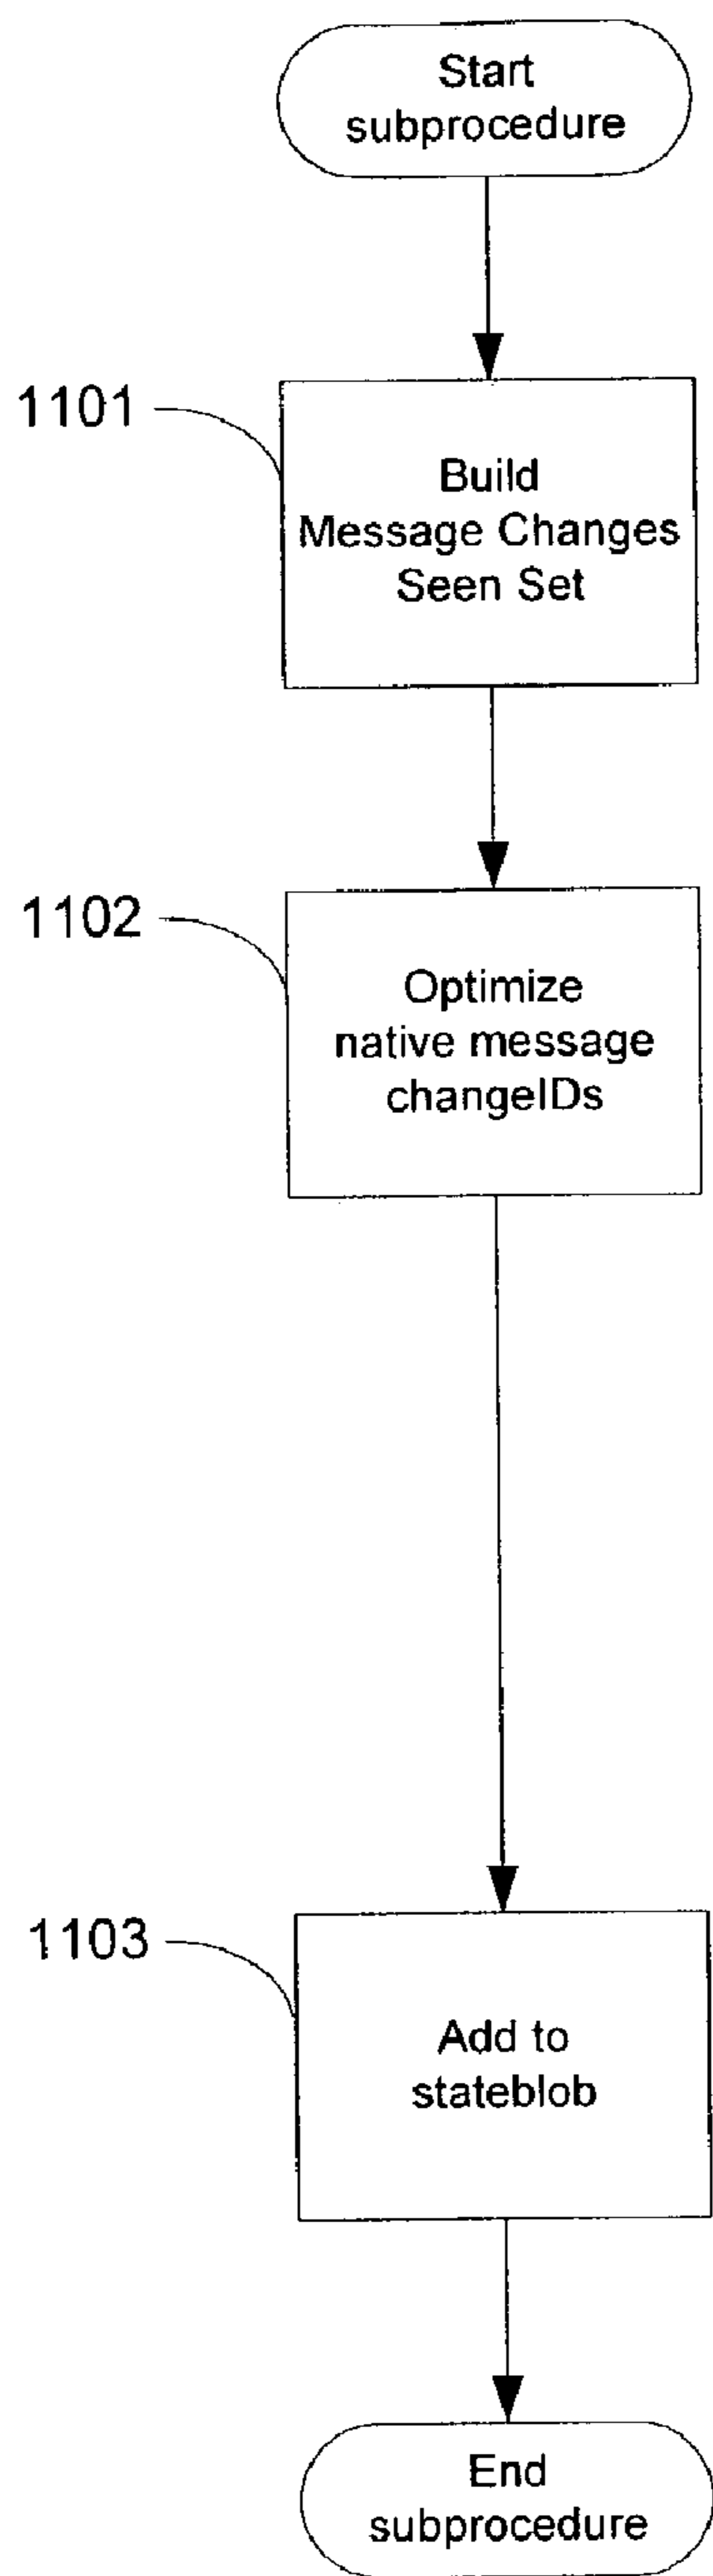 Start
subprocedure
1101
Build
Message Changes
Seen Set
1102
Optimize
native message
changeIDs
1103
Add to
stateblob
End
subprocedure